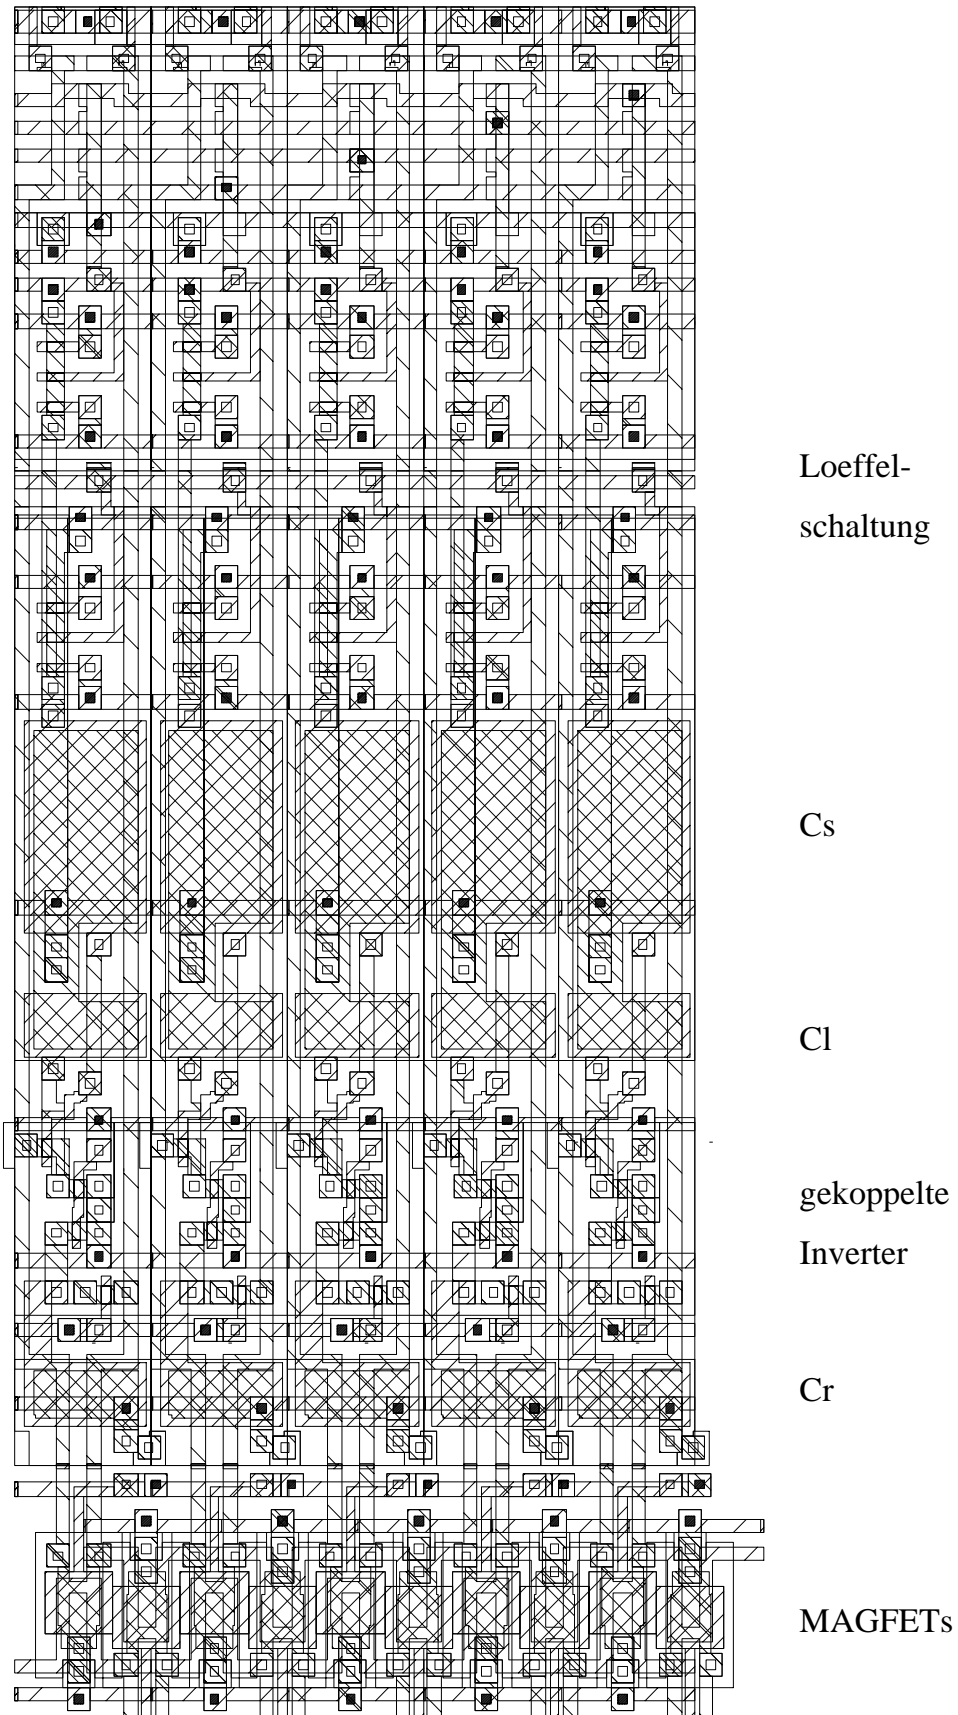 Loeffel-
schaltung
Cs
Cl
gekoppelte
Inverter
Cr
MAGFETs